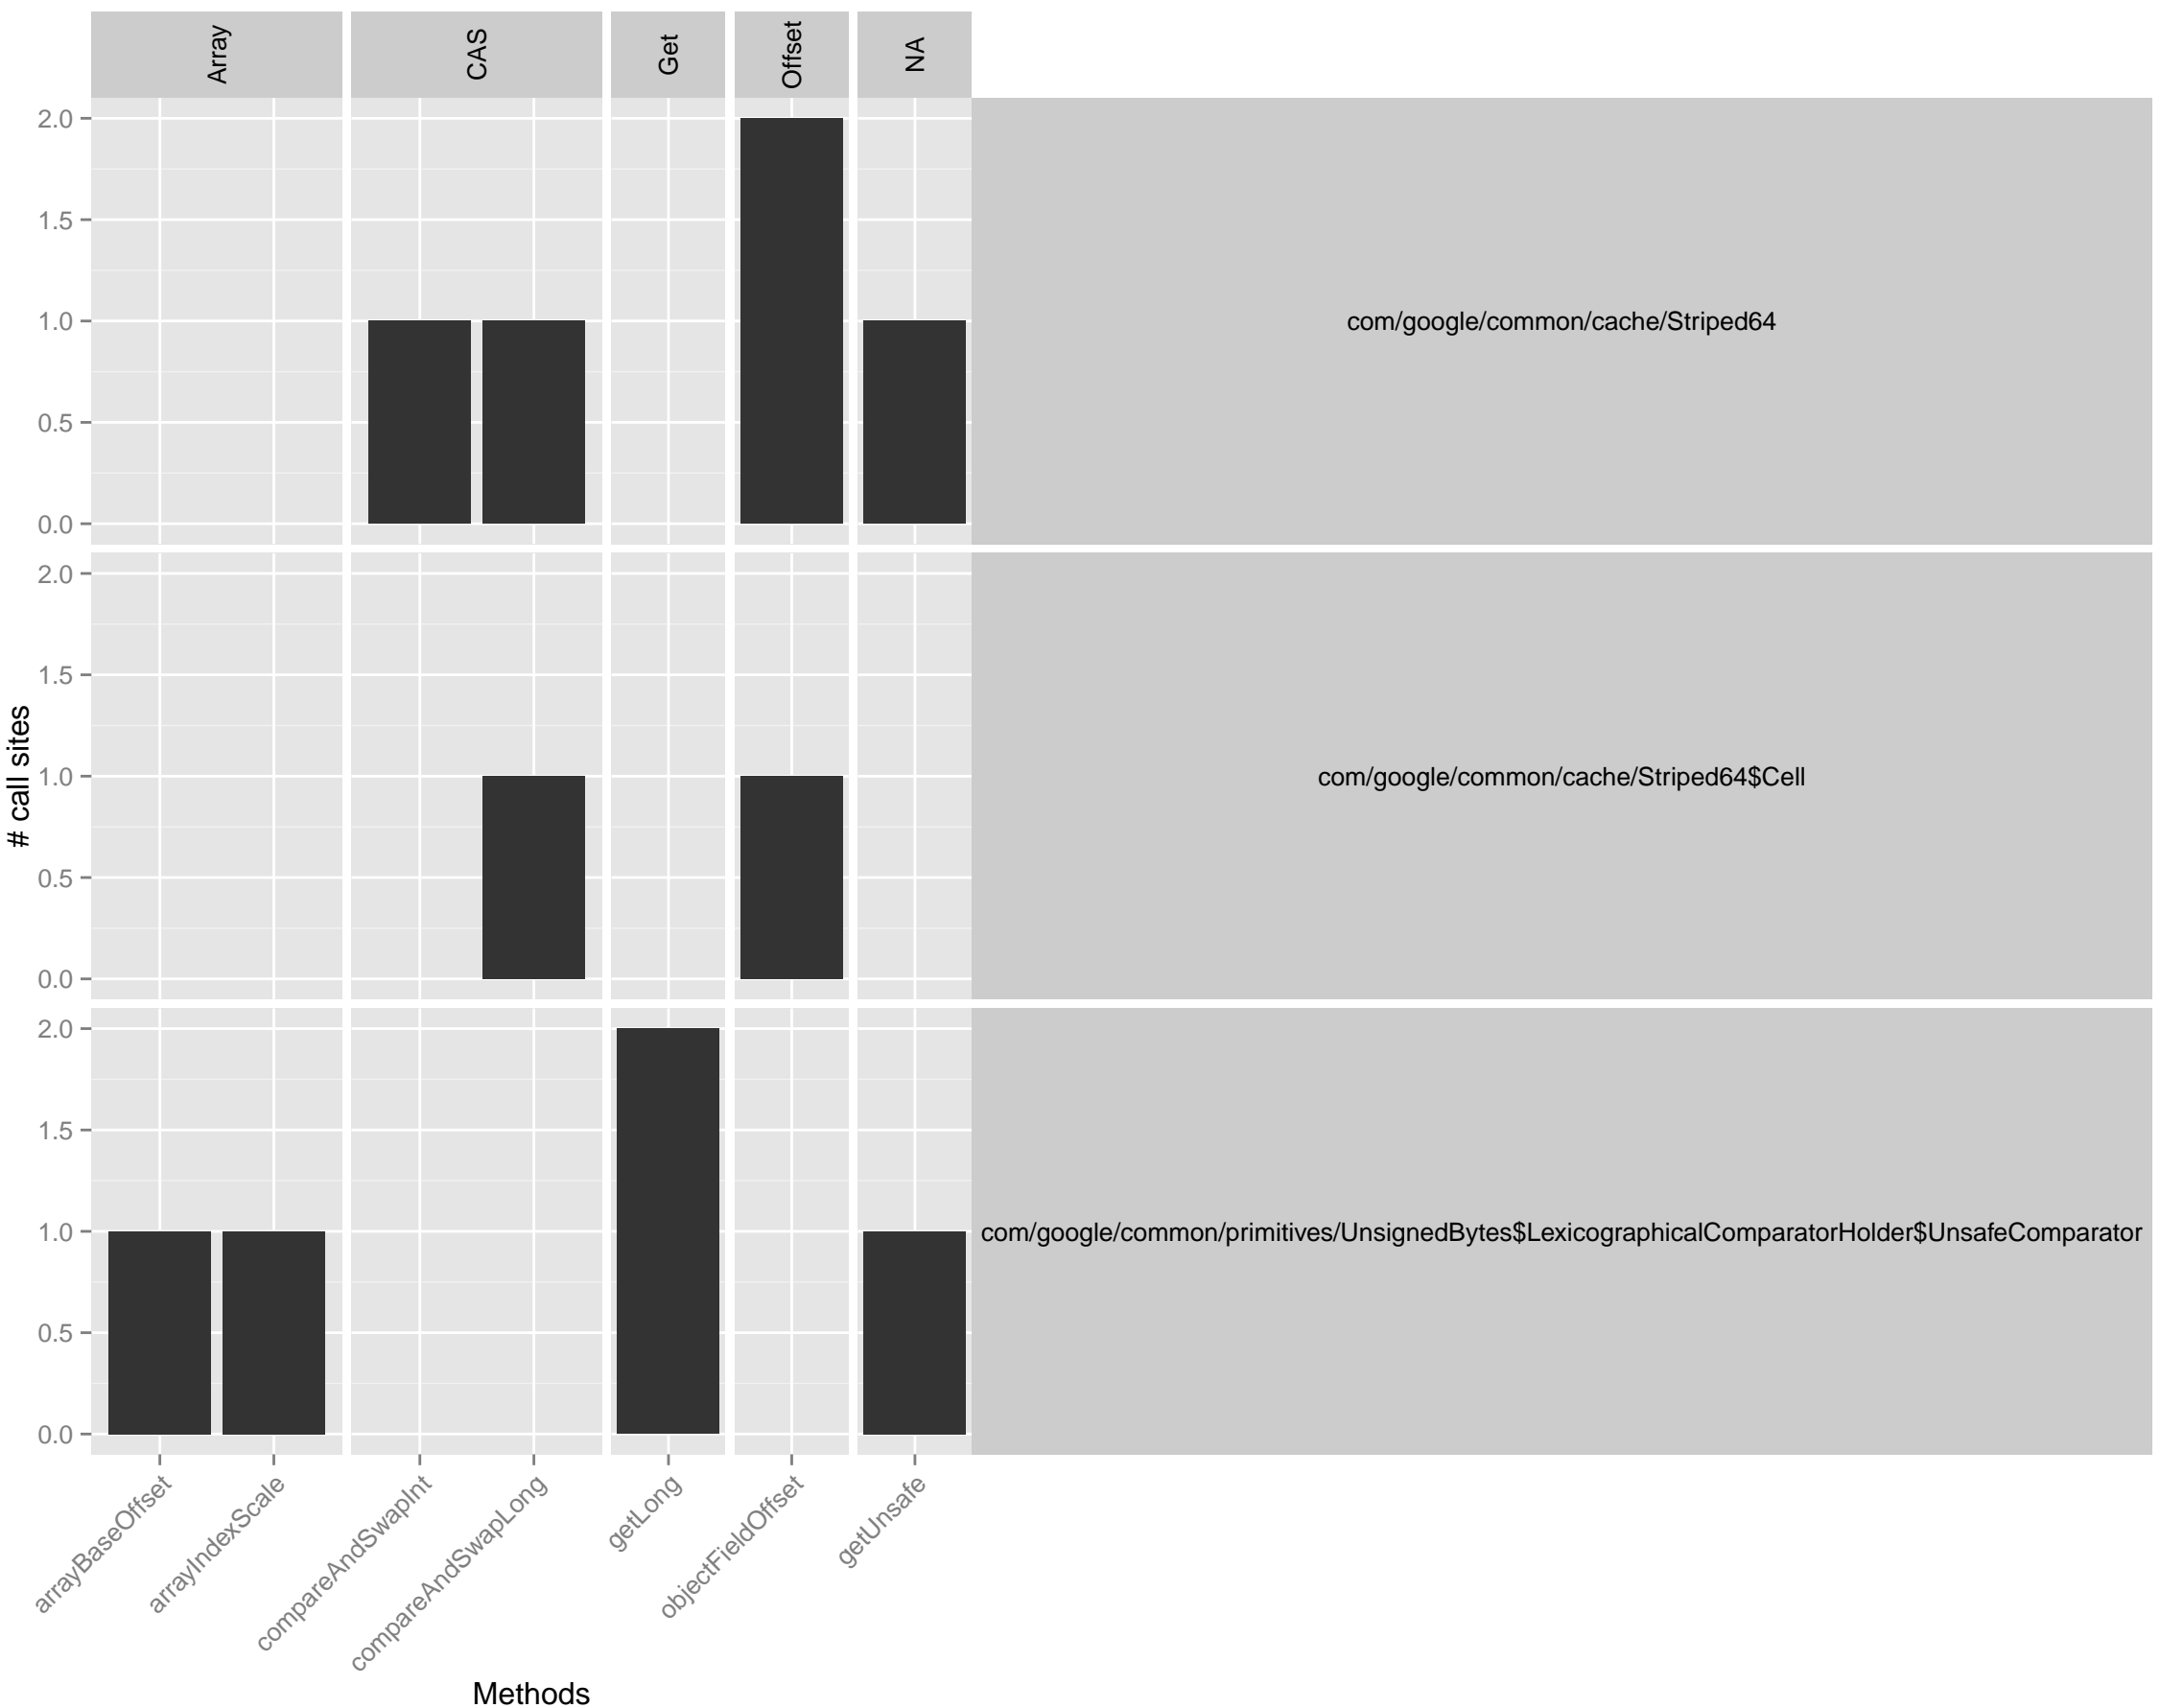 Array
CAS
Get
Offset
NA
2.0
1.5
1.0
0.5
0.0
com/google/common/cache/Striped64
2.0
1.5
1.0
0.5
0.0
com/google/common/cache/Striped64$Cell
2.0
1.5
1.0
0.5
0.0
com/google/common/primitives/UnsignedBytes$LexicographicalComparatorHolder$UnsafeComparator
# call sites
arrayBaseOffset
arrayIndexScale
compareAndSwapInt
compareAndSwapLong
getLong
objectFieldOffset
getUnsafe
Methods